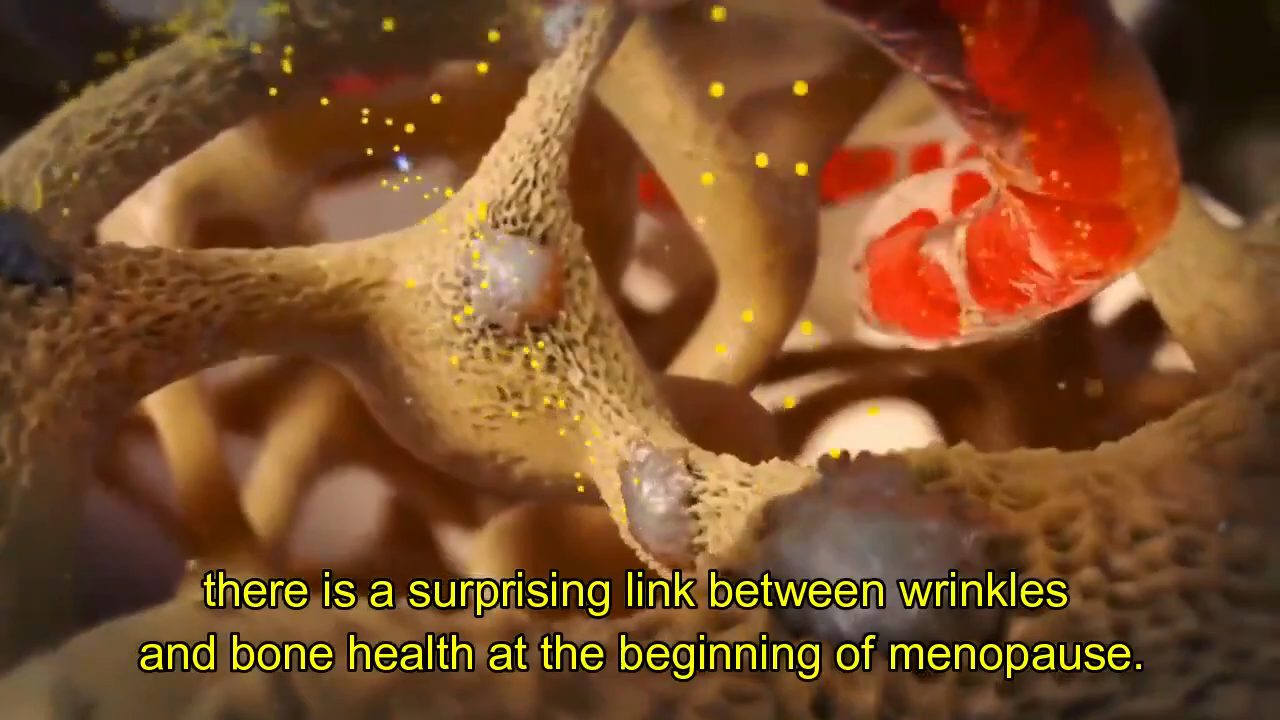 there is a surprising link between wrinkles
and bone health at the beginning of menopause.